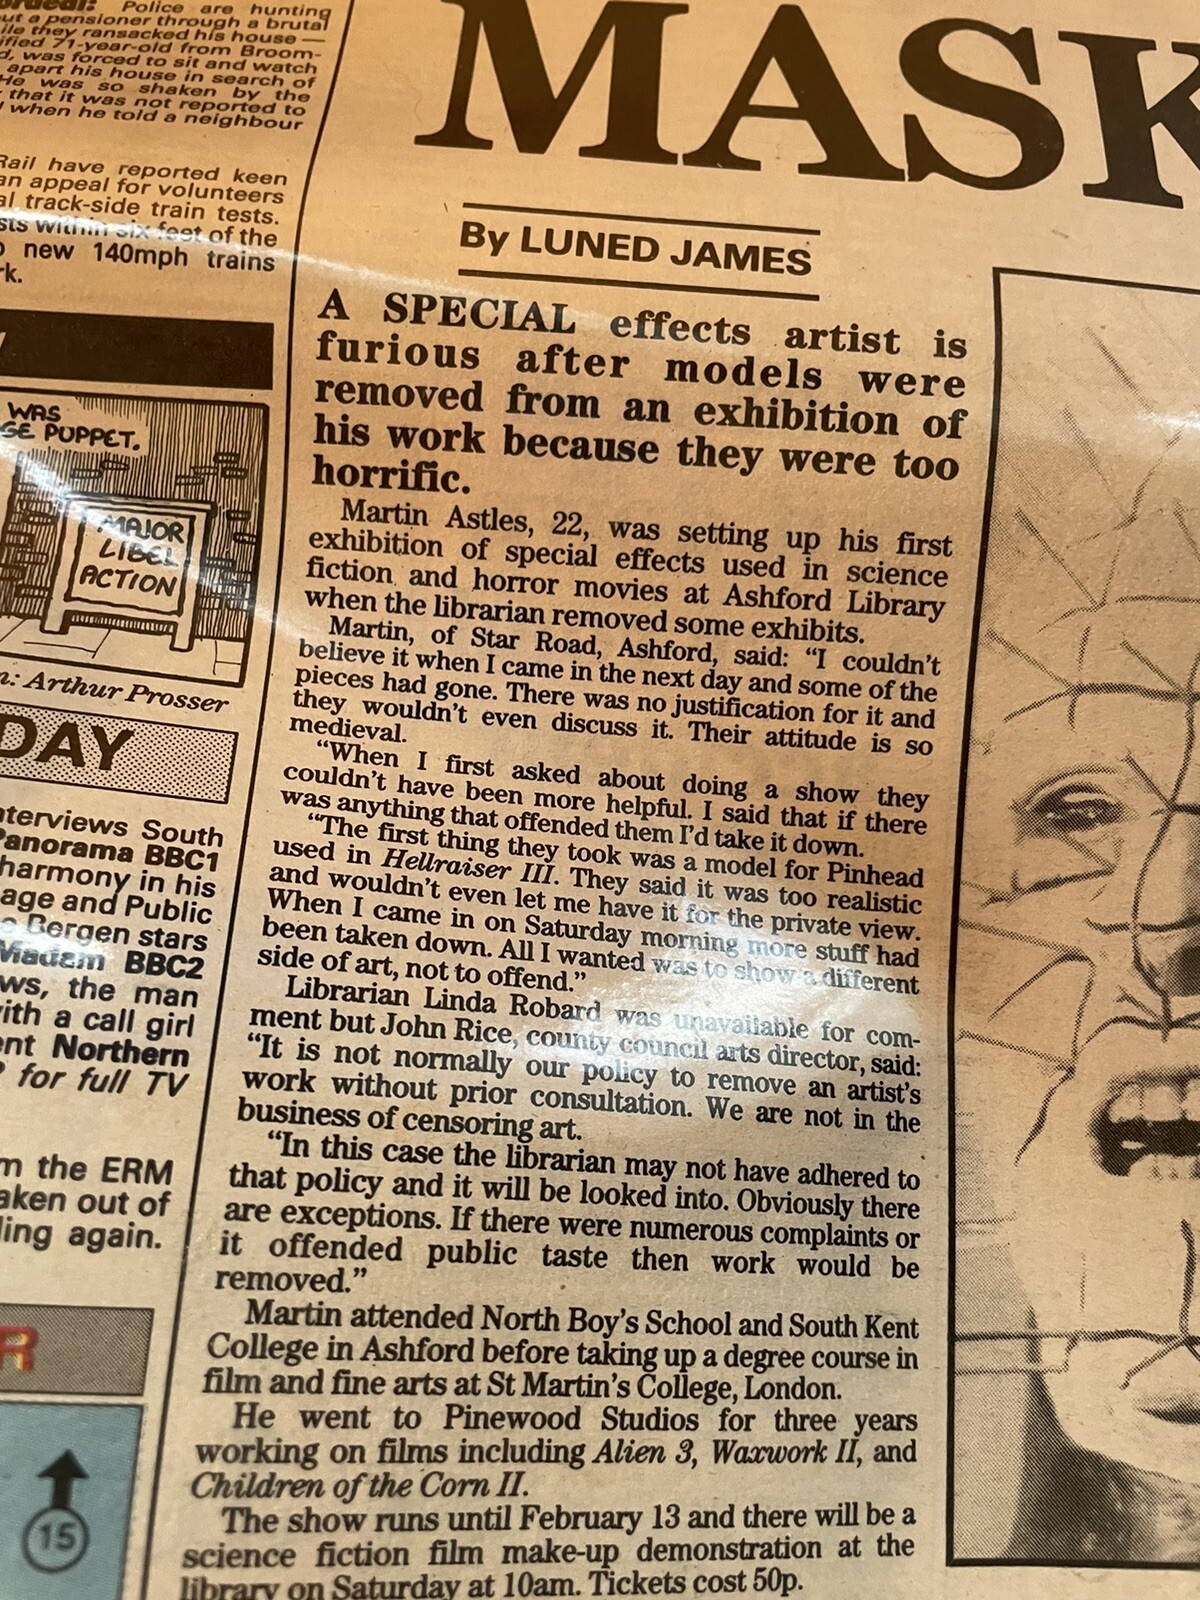 Police are hunting
a pensioner through a brutal
they ransacked his house —
71-year-old from Broom-
was forced to sit and watch
apart his house in search of
He was so shaken by the
that it was not reported to
when he told a neighbour
Rail have reported keen
an appeal for volunteers
track-side train tests.
within six feet of the
new 140mph trains
WAS
PUPPET.
MAJOR
LIBEL
ACTION
Arthur Prosser
DAY
interviews South
Panorama BBC1
harmony in his
age and Public
Bergen stars
Madam BBC2
the man
with a call girl
Northern
for full TV
the ERM
taken out of
again.
R
15
MASK
By LUNED JAMES
A SPECIAL effects artist is
furious after models were
removed from an exhibition of
his work because they were too
horrific.
Martin Astles, 22, was setting up his first
exhibition of special effects used in science
fiction and horror movies at Ashford Library
when the librarian removed some exhibits.
Martin, of Star Road, Ashford, said: “I couldn’t
believe it when I came in the next day and some of the
pieces had gone. There was no justification for it and
they wouldn’t even discuss it. Their attitude is so
medieval.
“When I first asked about doing a show they
couldn’t have been more helpful. I said that if there
was anything that offended them I’d take it down.
“The first thing they took was a model for Pinhead
used in Hellraiser III. They said it was too realistic
and wouldn’t even let me have it for the private view.
When I came in on Saturday morning more stuff had
been taken down. All I wanted was to show a different
side of art, not to offend.”
Librarian Linda Robard was unavailable for com-
ment but John Rice, county council arts director, said:
“It is not normally our policy to remove an artist’s
work without prior consultation. We are not in the
business of censoring art.
“In this case the librarian may not have adhered to
that policy and it will be looked into. Obviously there
are exceptions. If there were numerous complaints or
it offended public taste then work would be
removed.”
Martin attended North Boy’s School and South Kent
College in Ashford before taking up a degree course in
film and fine arts at St Martin’s College, London.
He went to Pinewood Studios for three years
working on films including Alien 3, Waxwork II, and
Children of the Corn II.
The show runs until February 13 and there will be a
science fiction film make-up demonstration at the
library on Saturday at 10am. Tickets cost 50p.